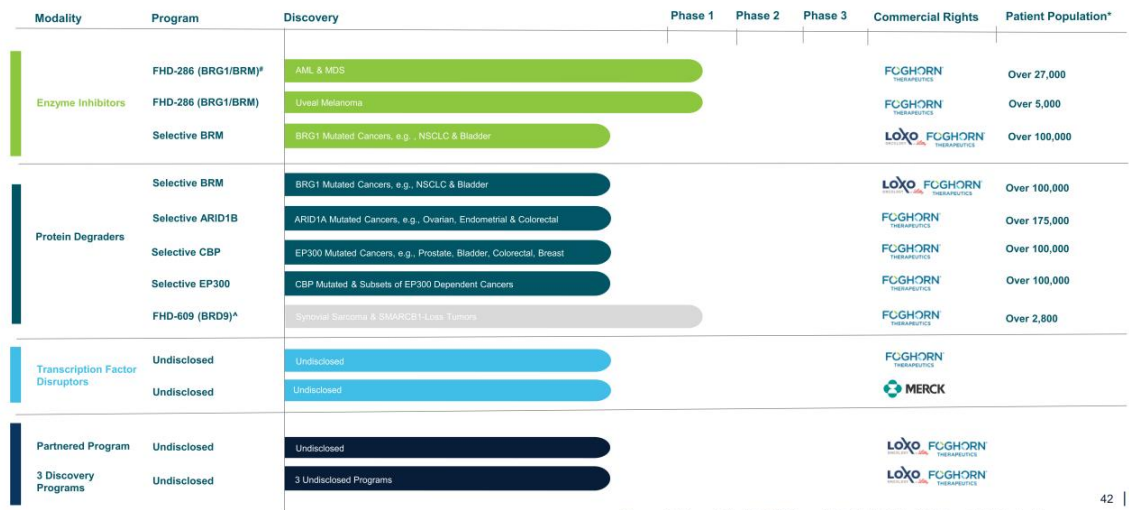 Modality Program Discovery Phase 1 Phase 2 Phase 3 Commercial Rights Patient Population*
Enzyme Inhibitors
FHD-286 (BRG1/BRM)# AML & MDS FOGHORN THERAPEUTICS Over 27,000
FHD-286 (BRG1/BRM) Uveal Melanoma FOGHORN THERAPEUTICS Over 5,000
Selective BRM BRG1 Mutated Cancers, e.g. , NSCLC & Bladder LOXO ONCOLOGY FOGHORN THERAPEUTICS Over 100,000
Protein Degraders
Selective BRM BRG1 Mutated Cancers, e.g., NSCLC & Bladder LOXO ONCOLOGY FOGHORN THERAPEUTICS Over 100,000
Selective ARID1B ARID1A Mutated Cancers, e.g., Ovarian, Endometrial & Colorectal FOGHORN THERAPEUTICS Over 175,000
Selective CBP EP300 Mutated Cancers, e.g., Prostate, Bladder, Colorectal, Breast FOGHORN THERAPEUTICS Over 100,000
Selective EP300 CBP Mutated & Subsets of EP300 Dependent Cancers FOGHORN THERAPEUTICS Over 100,000
FHD-609 (BRD9)^ Synovial Sarcoma & SMARCB1-Loss Tumors FOGHORN THERAPEUTICS Over 2,800
Transcription Factor
Disruptors
Undisclosed Undisclosed FOGHORN THERAPEUTICS
Undisclosed Undisclosed MERCK
Partnered Program Undisclosed Undisclosed LOXO ONCOLOGY FOGHORN THERAPEUTICS
3 Discovery
Programs
Undisclosed 3 Undisclosed Programs LOXO ONCOLOGY FOGHORN THERAPEUTICS
42